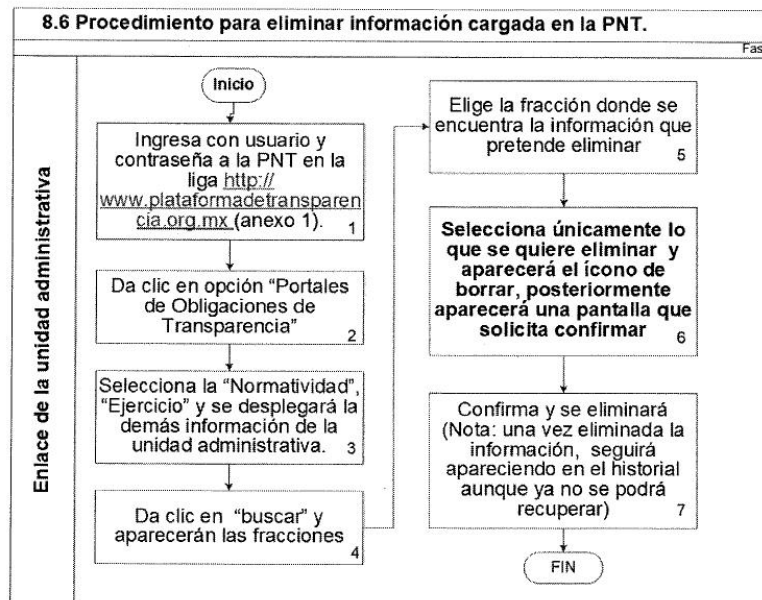 8.6 Procedimiento para eliminar información cargada en la PNT.
Fas
Enlace de la unidad administrativa
Inicio
Ingresa con usuario y
contraseña a la PNT en la
liga http://
www.plataformadetransparen
cia.org.mx (anexo 1).
1
Da clic en opción “Portales
de Obligaciones de
Transparencia”
2
Selecciona la “Normatividad”,
“Ejercicio” y se desplegará la
demás información de la
unidad administrativa.
3
Da clic en “buscar” y
aparecerán las fracciones
4
Elige la fracción donde se
encuentra la información que
pretende eliminar
5
Selecciona únicamente lo
que se quiere eliminar y
aparecerá el ícono de
borrar, posteriormente
aparecerá una pantalla que
solicita confirmar
6
Confirma y se eliminará
(Nota: una vez eliminada la
información, seguirá
apareciendo en el historial
aunque ya no se podrá
recuperar)
7
FIN